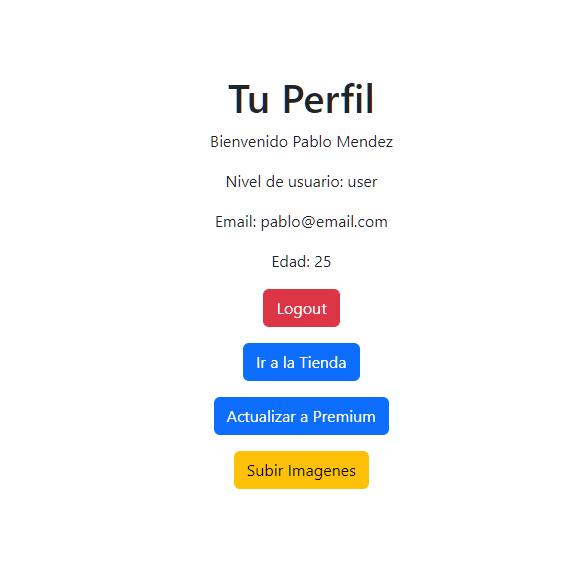 Tu Perfil
Bienvenido Pablo Mendez
Nivel de usuario: user
Email: pablo@email.com
Edad: 25
Logout
Ir a la Tienda
Actualizar a Premium
Subir Imagenes